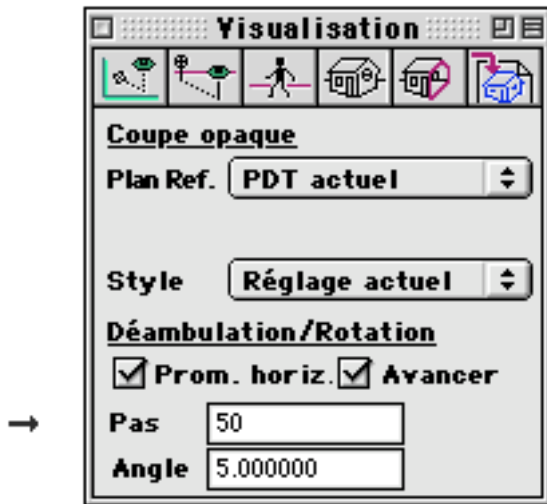 Visualisation
Coupe opaque
Plan Ref. PDT actuel
Style Réglage actuel
Déambulation/Rotation
Prom. horiz. Avancer
Pas 50
Angle 5.000000